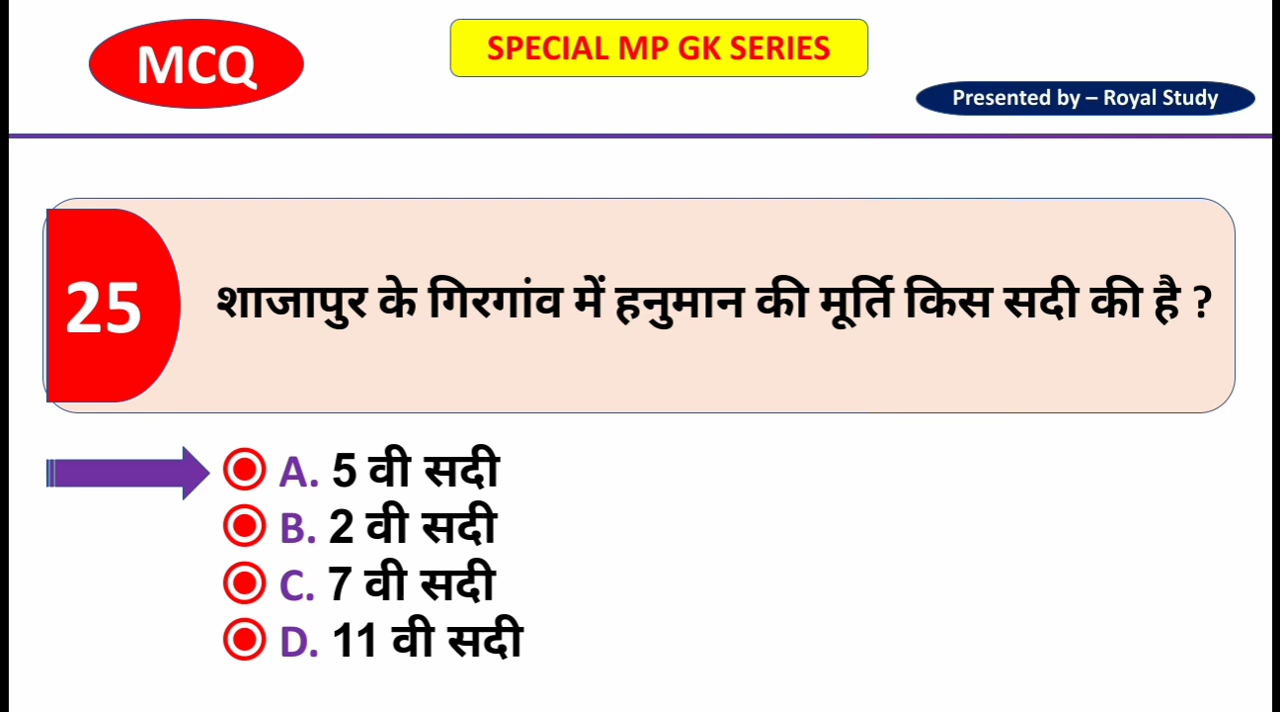 MCQ
SPECIAL MP GK SERIES
Presented by – Royal Study
25
शाजापुर के गिरगांव में हनुमान की मूर्ति किस सदी की है ?
A. 5 वी सदी
B. 2 वी सदी
C. 7 वी सदी
D. 11 वी सदी